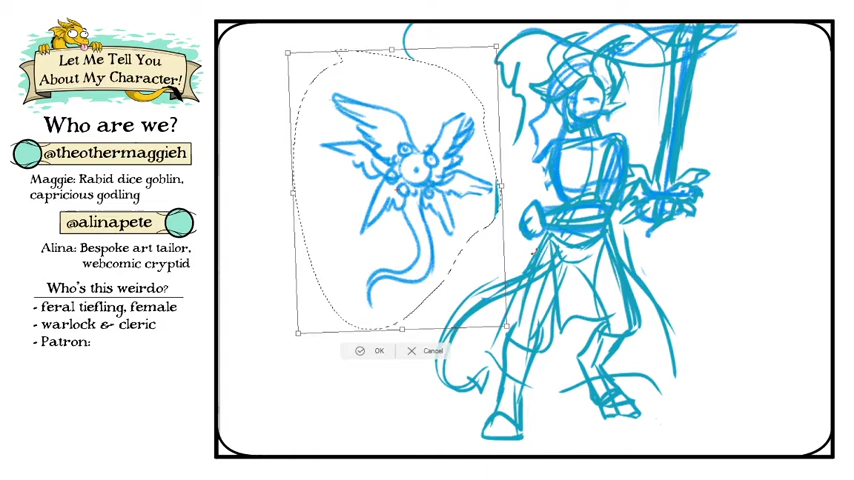 Let Me Tell You
About My Character!
Who are we?
@theothermaggieh
Maggie: Rabid dice goblin,
capricious godling
@alinapete
Alina: Bespoke art tailor,
webcomic cryptid
Who's this weirdo?
- feral tiefling, female
- warlock & cleric
- Patron:
OK
Cancel